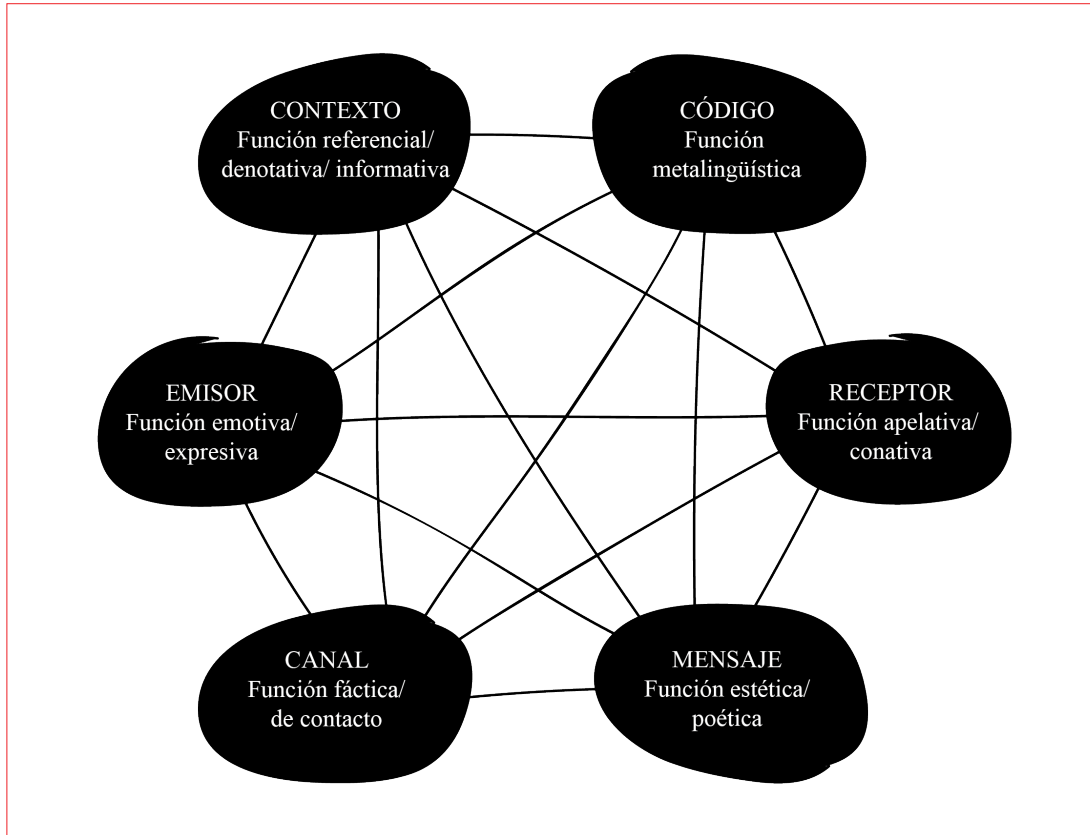 CONTEXTO
Función referencial/
denotativa/ informativa
CÓDIGO
Función
metalingüística
EMISOR
Función emotiva/
expresiva
RECEPTOR
Función apelativa/
conativa
CANAL
Función fáctica/
de contacto
MENSAJE
Función estética/
poética